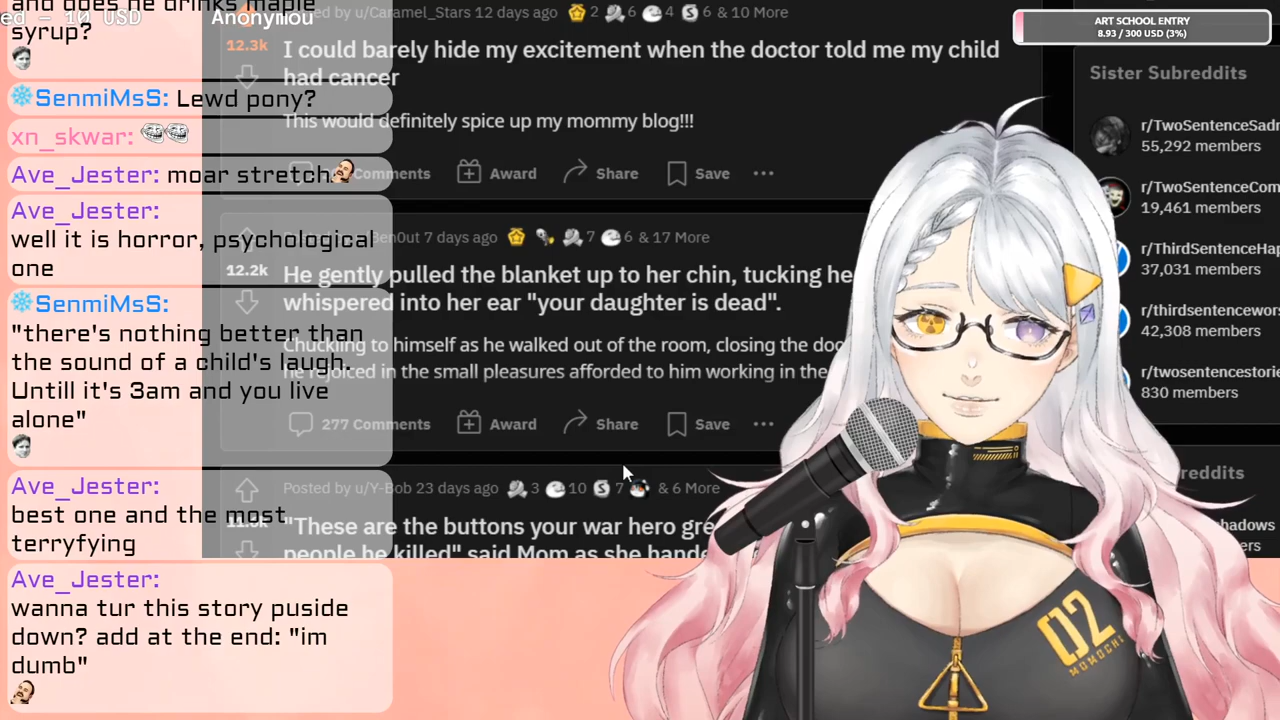 ed - 10 USD Anonymou
and does he drinks maple
syrup?
SenmiMsS: Lewd pony?
xn_skwar:
Ave_Jester: moar stretch
Ave_Jester:
well it is horror, psychological
one
SenmiMsS:
"there's nothing better than
the sound of a child's laugh.
Untill it's 3am and you live
alone"
Ave_Jester:
best one and the most
terryfying
Ave_Jester:
wanna tur this story puside
down? add at the end: "im
dumb"
ed by u/Caramel_Stars 12 days ago 2 6 4 6 & 10 More
12.3k
I could barely hide my excitement when the doctor told me my child
had cancer
This would definitely spice up my mommy blog!!!
Comments Award Share Save
Ben0ut 7 days ago 7 6 & 17 More
12.2k
He gently pulled the blanket up to her chin, tucking he
whispered into her ear "your daughter is dead".
Chuckling to himself as he walked out of the room, closing the doo
he rejoiced in the small pleasures afforded to him working in the
277 Comments Award Share Save
Posted by u/Y-Bob 23 days ago 3 10 7 & 6 More
"These are the buttons your war hero gre
people he killed" said Mom as she hande
ART SCHOOL ENTRY
8.93 / 300 USD (3%)
Sister Subreddits
r/TwoSentenceSad
55,292 members
r/TwoSentenceCom
19,461 members
r/ThirdSentenceHap
37,031 members
r/thirdsentencewors
42,308 members
r/twosentencestorie
830 members
reddits
hadows
ers
02
MOMOCHI